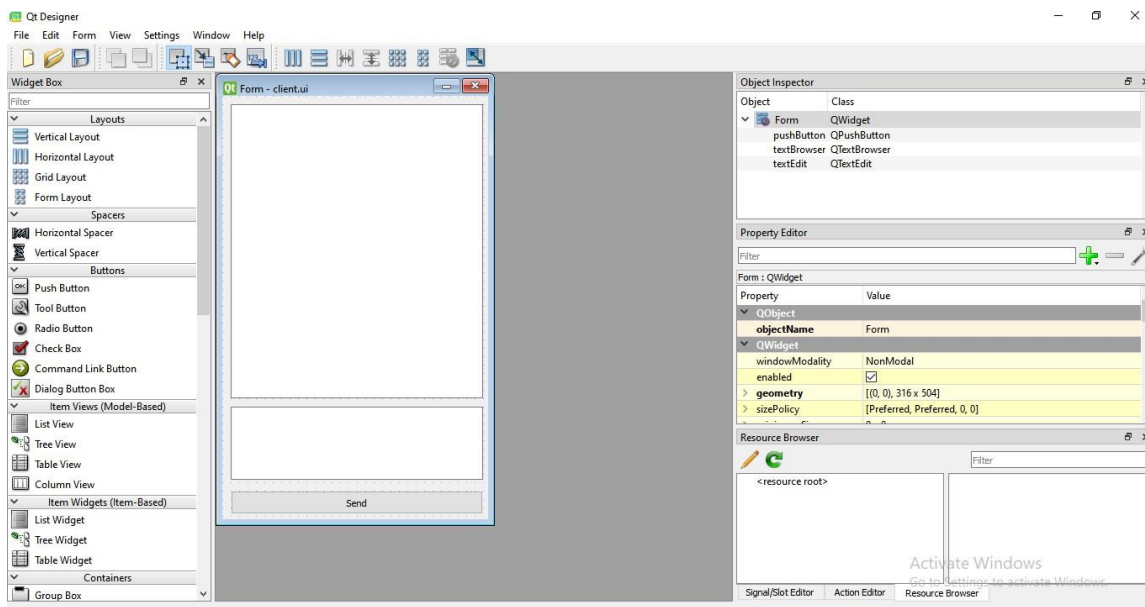 Qt Designer
File Edit Form View Settings Window Help
Widget Box
Filter
Layouts
Vertical Layout
Horizontal Layout
Grid Layout
Form Layout
Spacers
Horizontal Spacer
Vertical Spacer
Buttons
Push Button
Tool Button
Radio Button
Check Box
Command Link Button
Dialog Button Box
Item Views (Model-Based)
List View
Tree View
Table View
Column View
Item Widgets (Item-Based)
List Widget
Tree Widget
Table Widget
Containers
Group Box
Form - client.ui
Send
Object Inspector
Object Class
Form QWidget
pushButton QPushButton
textBrowser QTextBrowser
textEdit QTextEdit
Property Editor
Filter
Form : QWidget
Property Value
QObject
objectName Form
QWidget
windowModality NonModal
enabled
geometry [(0, 0), 316 x 504]
sizePolicy [Preferred, Preferred, 0, 0]
Resource Browser
Filter
<resource root>
Activate Windows
Go to Settings to activate Windows.
Signal/Slot Editor Action Editor Resource Browser